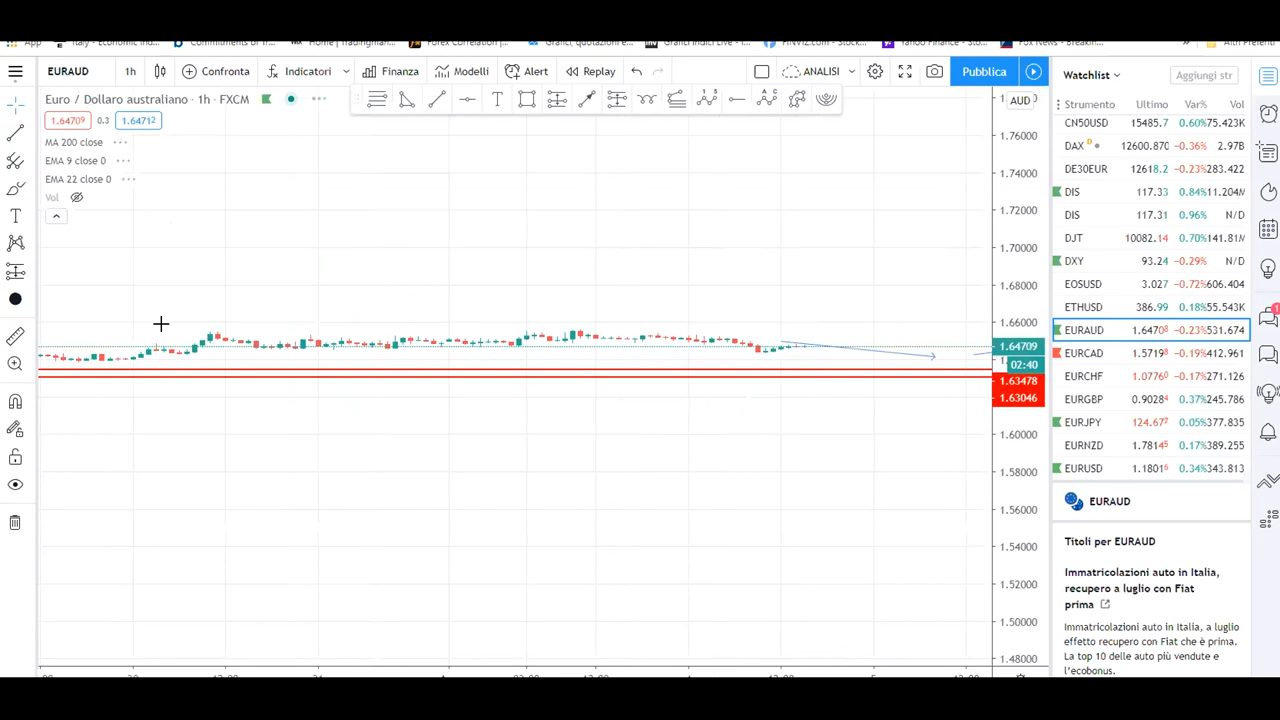 App
Italy - Economic Ind...
Commitments of Tr...
Home | Tradingman...
Forex Correlation |...
Grafici, quotazioni e...
Grafici Indici Live - I...
FINVIZ.com - Stock...
Yahoo Finance - Stoc...
Fox News - Breakin...
»
Altri Preferiti
EURAUD 1h Confronta Indicatori Finanza Modelli Alert Replay ANALISI Pubblica
Watchlist Aggiungi str
Euro / Dollaro australiano · 1h · FXCM
AUD
1.64709 0.3 1.64712
MA 200 close
EMA 9 close 0
EMA 22 close 0
Vol
1.76000
1.74000
1.72000
1.70000
1.68000
1.66000
1.64709
02:40
1.63478
1.63046
1.60000
1.58000
1.56000
1.54000
1.52000
1.50000
1.48000
Strumento Ultimo Var% Vol
CN50USD 15485.7 0.60% 75.423K
DAX D 12600.870 −0.36% 2.97B
DE30EUR 12618.2 −0.23% 283.422
DIS 117.33 0.84% 11.204M
DIS 117.31 0.96% N/D
DJT 10082.14 0.70% 141.81M
DXY 93.24 −0.29% N/D
EOSUSD 3.027 −0.72% 606.404
ETHUSD 386.99 0.18% 55.543K
EURAUD 1.64708 −0.23% 531.674
EURCAD 1.57198 −0.19% 412.961
EURCHF 1.07760 −0.17% 271.126
EURGBP 0.90284 0.37% 245.786
EURJPY 124.677 0.05% 377.835
EURNZD 1.78145 0.17% 389.255
EURUSD 1.18016 0.34% 343.813
1
EURAUD
Titoli per EURAUD
Immatricolazioni auto in Italia,
recupero a luglio con Fiat
prima
Immatricolazioni auto in Italia, a luglio
effetto recupero con Fiat che è prima.
La top 10 delle auto più vendute e
l'ecobonus.